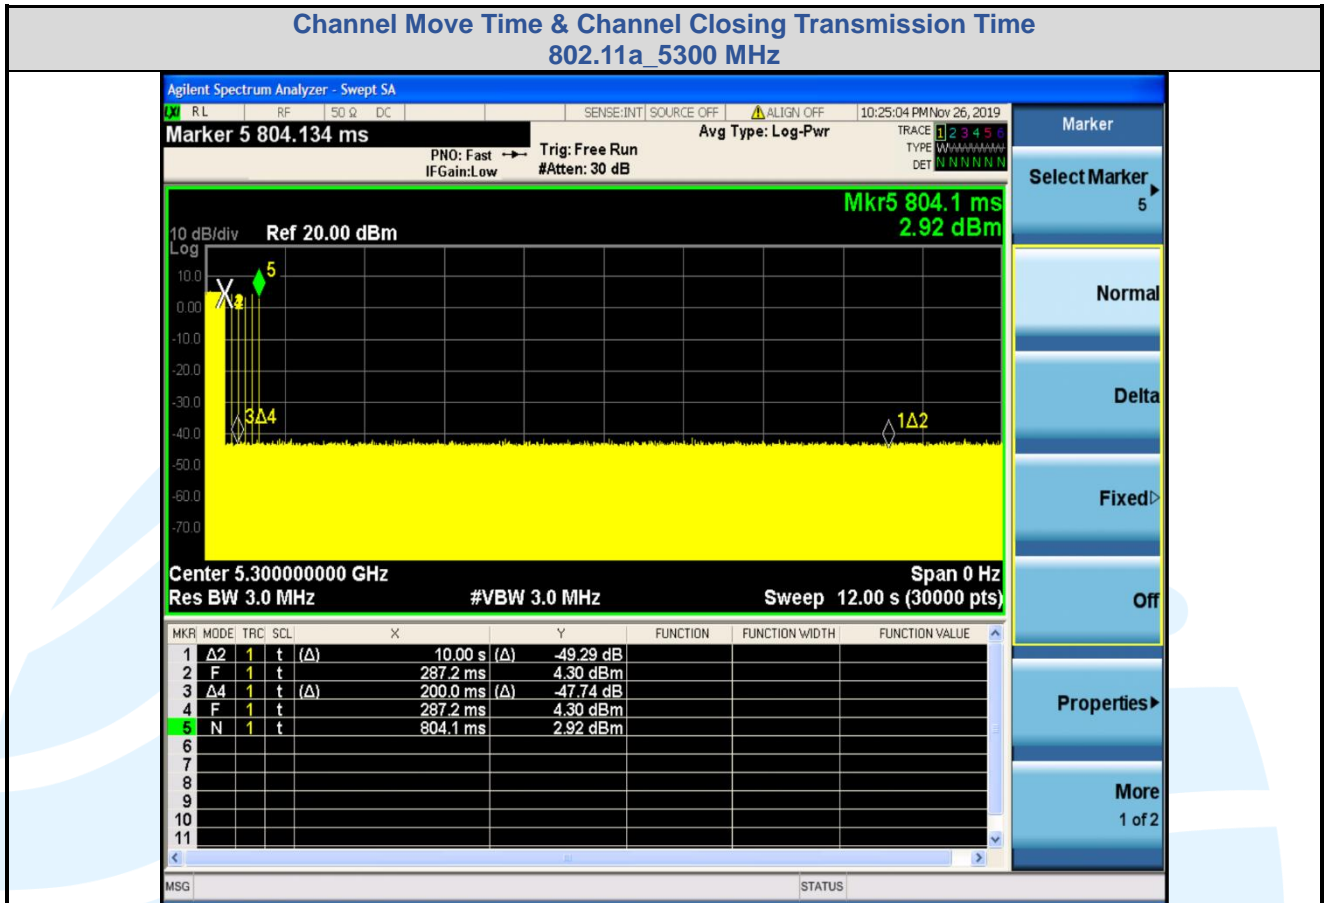 Channel Move Time & Channel Closing Transmission Time
802.11a_5300 MHz
Agilent Spectrum Analyzer - Swept SA
LXI RL RF 50 Ω DC SENSE:INT SOURCE OFF ALIGN OFF 10:25:04 PM Nov 26, 2019
Marker 5 804.134 ms
PNO: Fast
IFGain:Low
Trig: Free Run
#Atten: 30 dB
Avg Type: Log-Pwr
TRACE 1 2 3 4 5 6
TYPE W
DET N N N N N N
Mkr5 804.1 ms
2.92 dBm
10 dB/div Ref 20.00 dBm
Log
10.0
0.00
-10.0
-20.0
-30.0
-40.0
-50.0
-60.0
-70.0
5
3Δ4
1Δ2
Center 5.300000000 GHz Span 0 Hz
Res BW 3.0 MHz #VBW 3.0 MHz Sweep 12.00 s (30000 pts)
MKR MODE TRC SCL X Y FUNCTION FUNCTION WIDTH FUNCTION VALUE
1 Δ2 1 t (Δ) 10.00 s (Δ) -49.29 dB
2 F 1 t 287.2 ms 4.30 dBm
3 Δ4 1 t (Δ) 200.0 ms (Δ) -47.74 dB
4 F 1 t 287.2 ms 4.30 dBm
5 N 1 t 804.1 ms 2.92 dBm
6
7
8
9
10
11
MSG STATUS
Marker
Select Marker
5
Normal
Delta
Fixed
Off
Properties
More
1 of 2